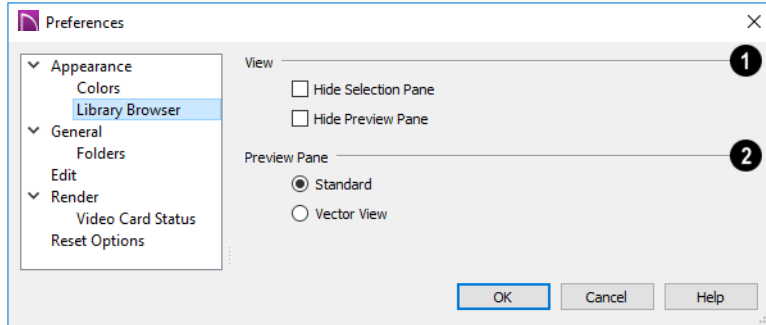 Preferences
Appearance
Colors
Library Browser
General
Folders
Edit
Render
Video Card Status
Reset Options
View
1
Hide Selection Pane
Hide Preview Pane
Preview Pane
2
Standard
Vector View
OK
Cancel
Help